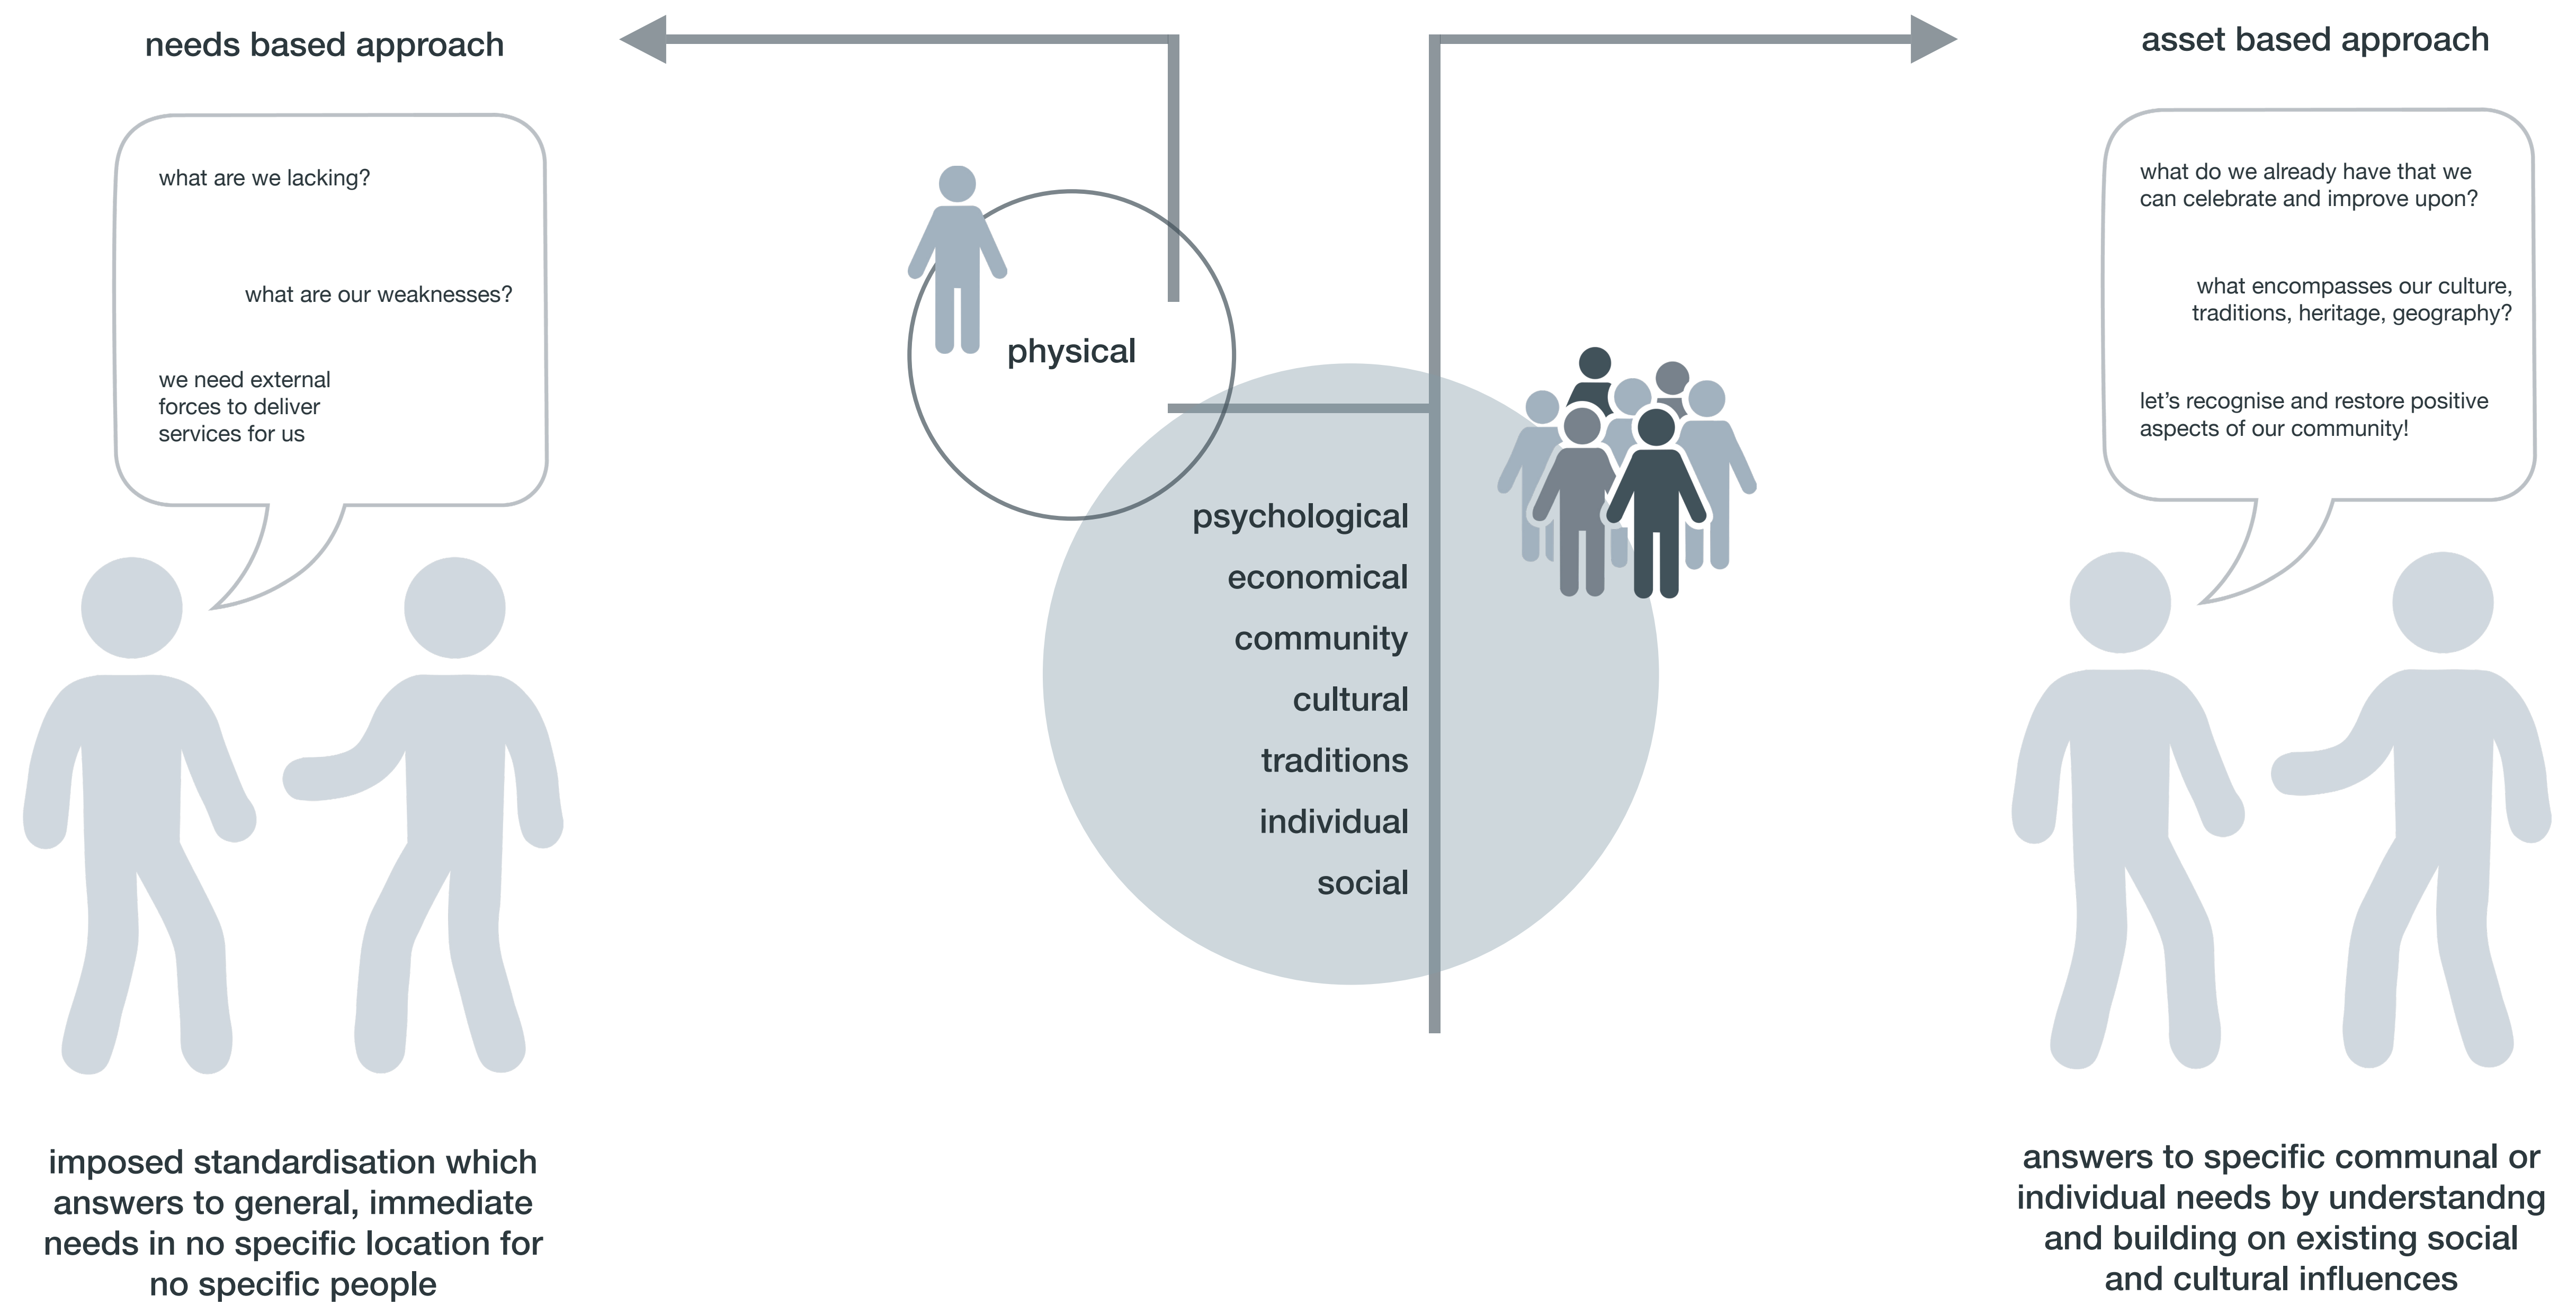 needs based approach
what are we lacking?
what are our weaknesses?
we need external
forces to deliver
services for us
imposed standardisation which
answers to general, immediate
needs in no specific location for
no specific people
physical
psychological
economical
community
cultural
traditions
individual
social
asset based approach
what do we already have that we
can celebrate and improve upon?
what encompasses our culture,
traditions, heritage, geography?
let’s recognise and restore positive
aspects of our community!
answers to specific communal or
individual needs by understandng
and building on existing social
and cultural influences